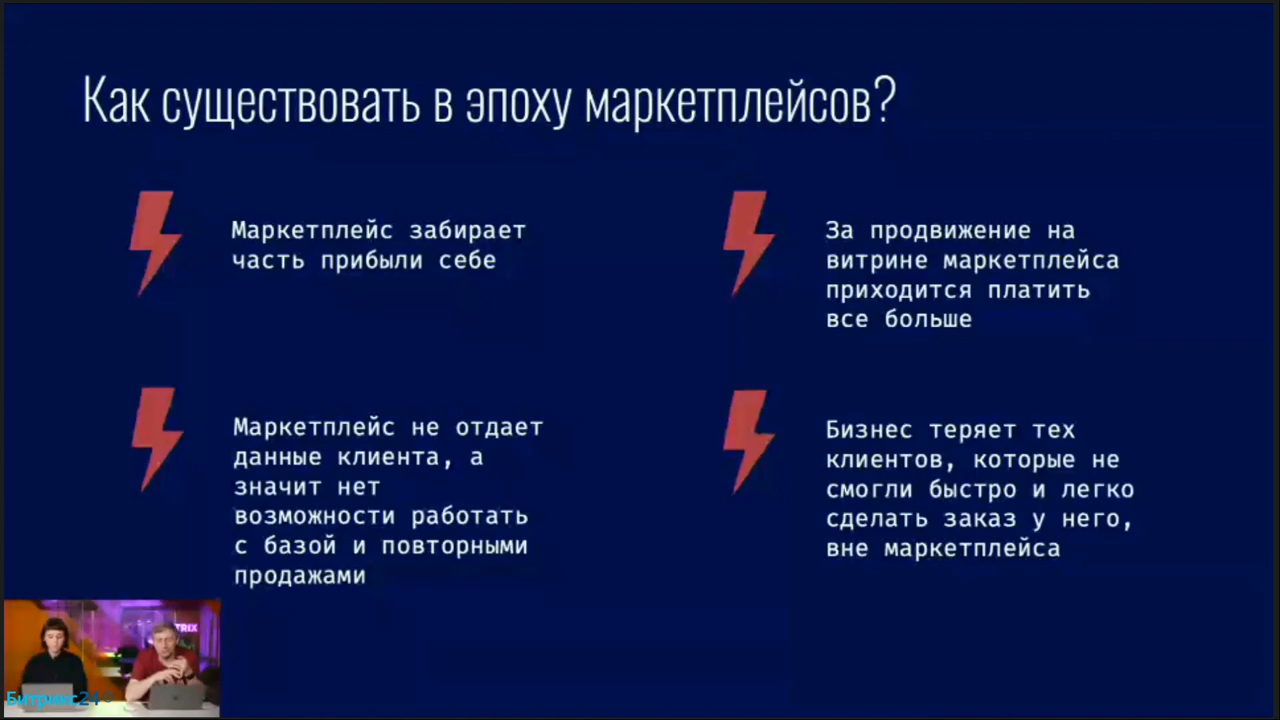 Как существовать в эпоху маркетплейсов?
Маркетплейс забирает
часть прибыли себе
За продвижение на
витрине маркетплейса
приходится платить
все больше
Маркетплейс не отдает
данные клиента, а
значит нет
возможности работать
с базой и повторными
продажами
Бизнес теряет тех
клиентов, которые не
смогли быстро и легко
сделать заказ у него,
вне маркетплейса
TRIX
Битрикс24